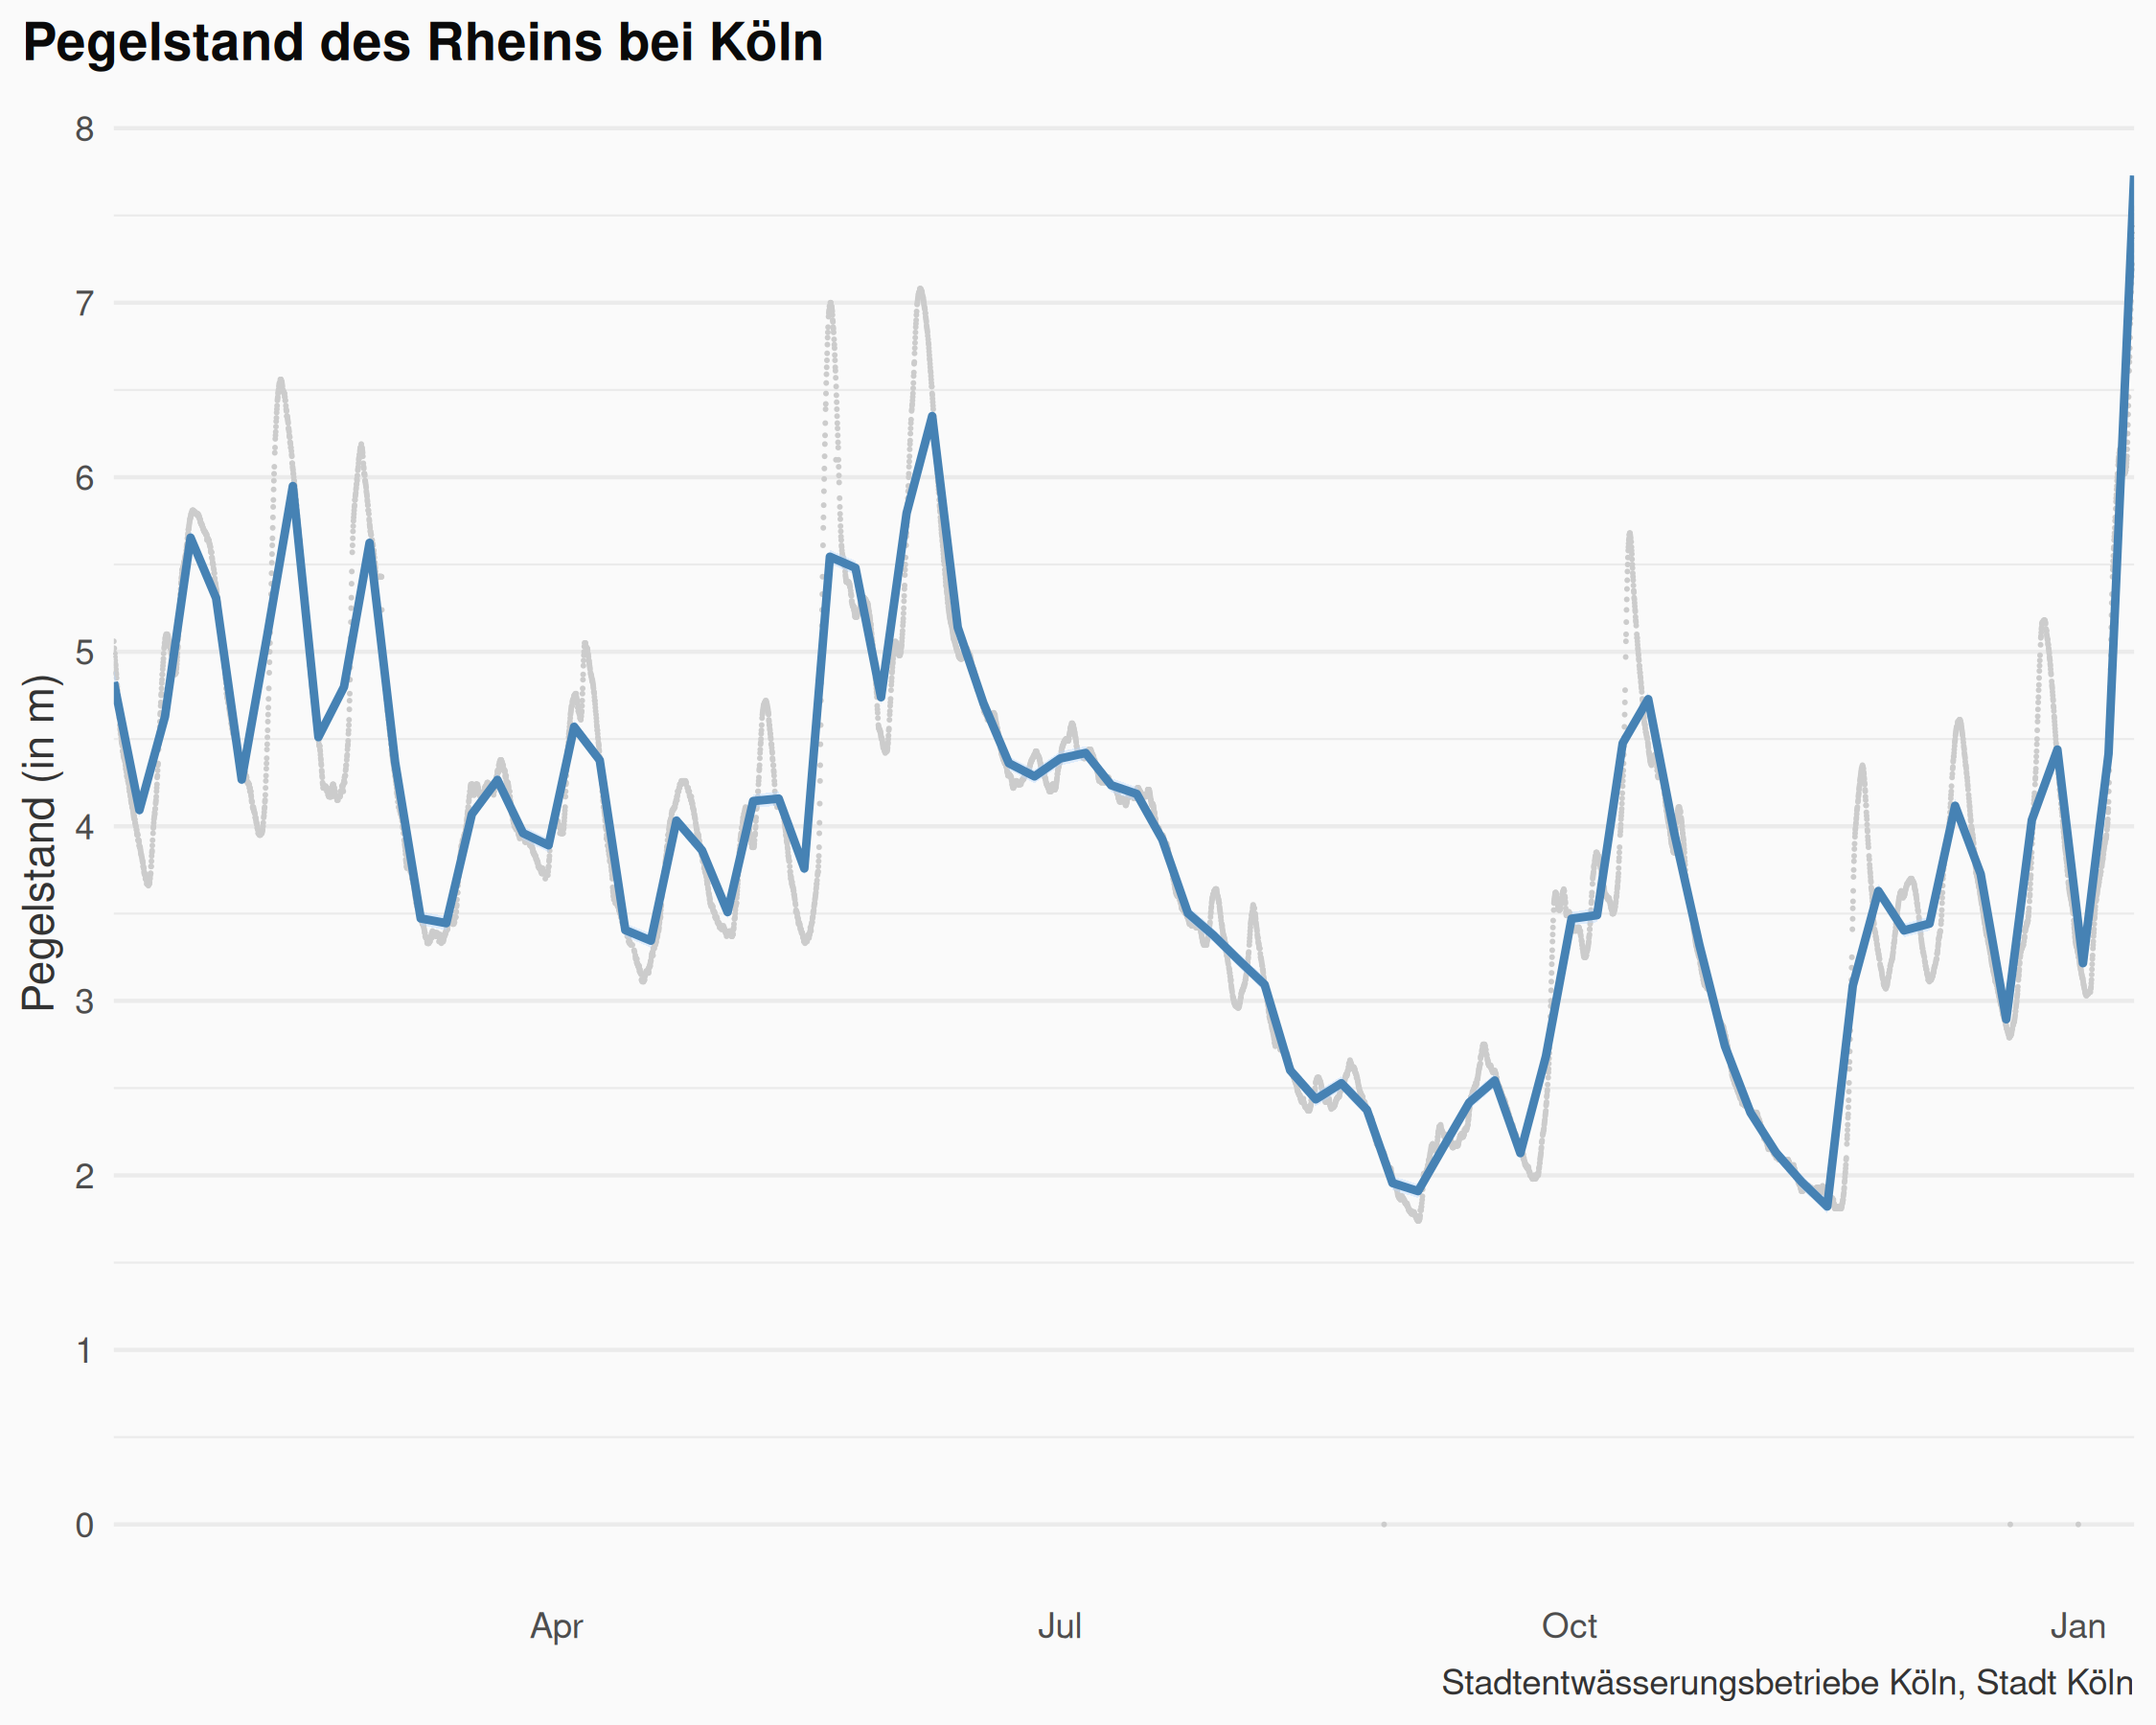 Pegelstand des Rheins bei Köln
Pegelstand (in m)
8
7
6
5
4
3
2
1
0
Apr Jul Oct Jan
Stadtentwässerungsbetriebe Köln, Stadt Köln